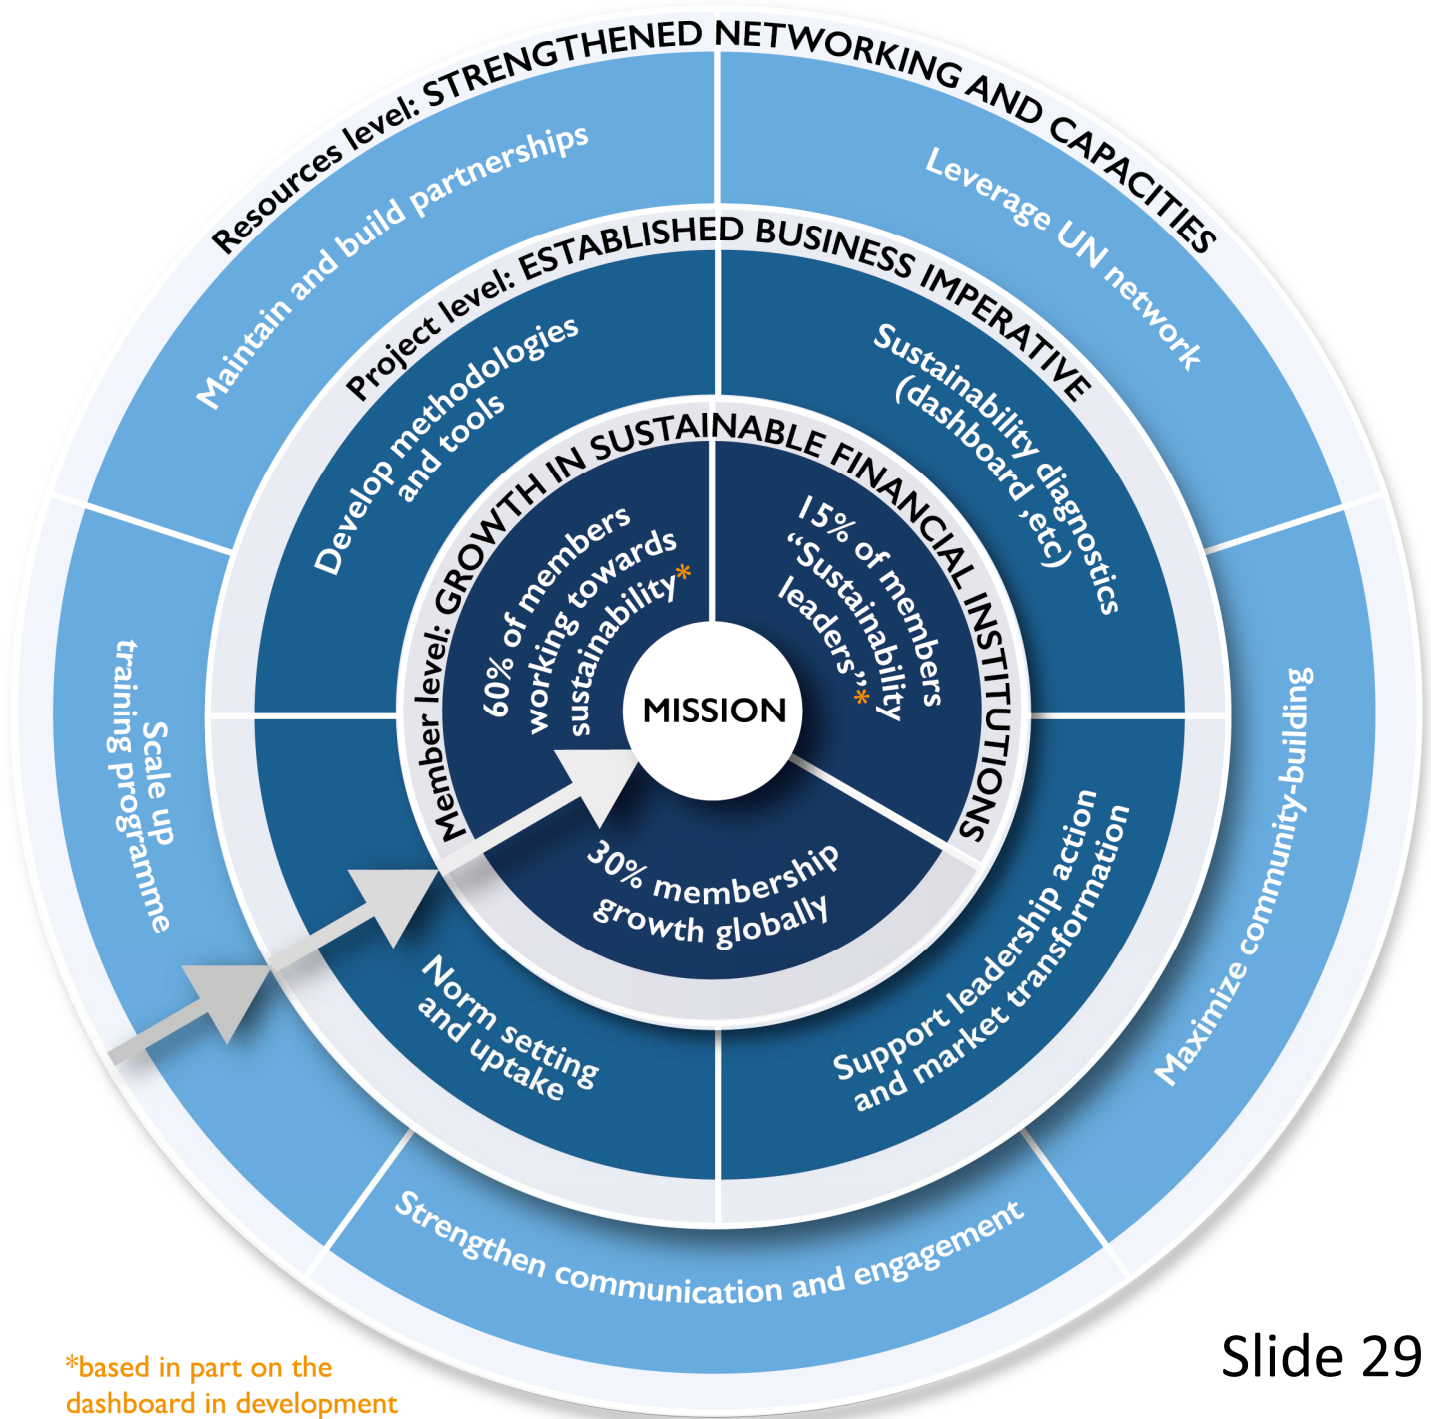 Resources level: STRENGTHENED NETWORKING AND CAPACITIES
Maintain and build partnerships
Leverage UN network
Scale up
training programme
Maximize community-building
Strengthen communication and engagement
Project level: ESTABLISHED BUSINESS IMPERATIVE
Develop methodologies
and tools
Sustainability diagnostics
(dashboard ,etc)
Norm setting
and uptake
Support leadership action
and market transformation
Member level: GROWTH IN SUSTAINABLE FINANCIAL INSTITUTIONS
60% of members
working towards
sustainability*
15% of members
“Sustainability
leaders”*
30% membership
growth globally
MISSION
*based in part on the
dashboard in development
Slide 29